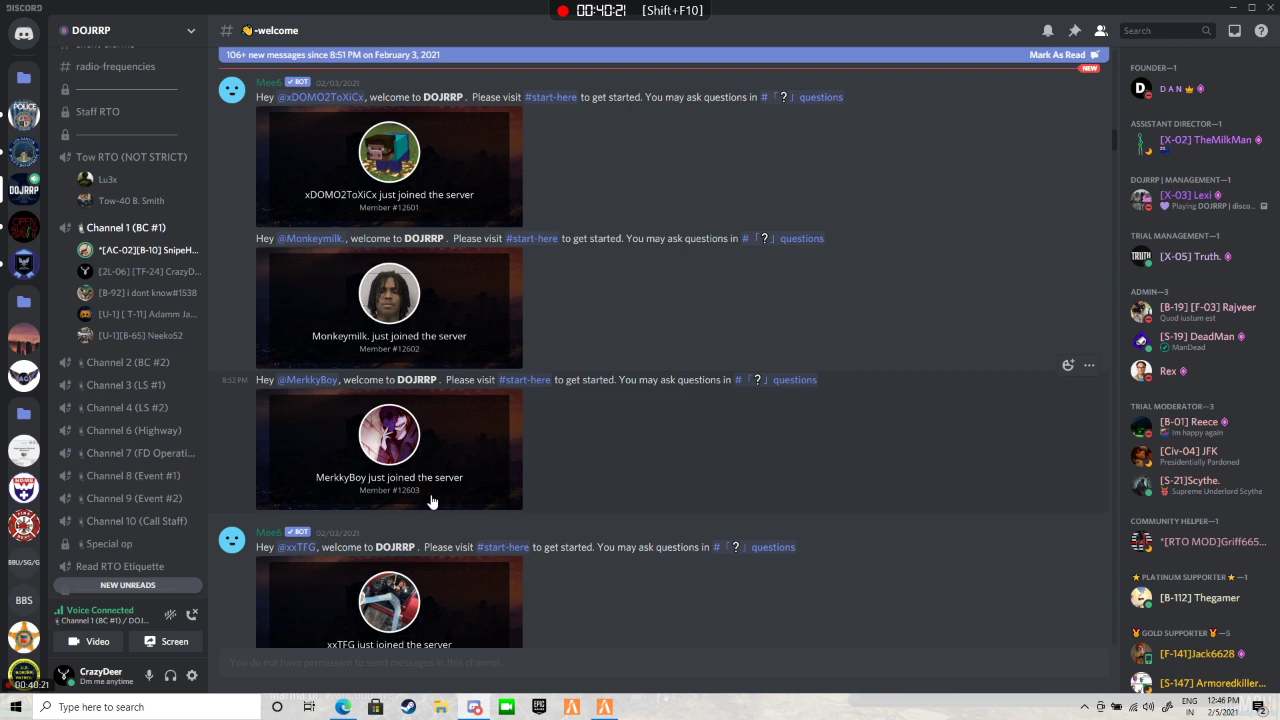 DISCORD
00:40:21 [Shift+F10]
DOJRRP
radio-frequencies
Staff RTO
Tow RTO (NOT STRICT)
Lu3x
Tow-40 B. Smith
Channel 1 (BC #1)
*[AC-02][B-10] SnipeH...
[2L-06] [TF-24] CrazyD...
[B-92] i dont know#1538
[U-1] [ T-11] Adamm Ja...
[U-1][B-65] Neeko52
Channel 2 (BC #2)
Channel 3 (LS #1)
Channel 4 (LS #2)
Channel 6 (Highway)
Channel 7 (FD Operati...
Channel 8 (Event #1)
Channel 9 (Event #2)
Channel 10 (Call Staff)
Special op
Read RTO Etiquette
NEW UNREADS
Voice Connected
Channel 1 (BC #1) / DOJ...
Video
Screen
CrazyDeer
Dm me anytime
00:40:21
POLICE
DOJRRP
OPEN
BBU/SG/G
BBS
# 👋-welcome
Search
106+ new messages since 8:51 PM on February 3, 2021
Mark As Read
NEW
Mee6 ✓ BOT 02/03/2021
Hey @xDOMO2ToXiCx, welcome to DOJRRP . Please visit #start-here to get started. You may ask questions in #「❓」questions
xDOMO2ToXiCx just joined the server
Member #12601
Hey @Monkeymilk., welcome to DOJRRP . Please visit #start-here to get started. You may ask questions in #「❓」questions
Monkeymilk. just joined the server
Member #12602
8:32 PM
Hey @MerkkyBoy, welcome to DOJRRP . Please visit #start-here to get started. You may ask questions in #「❓」questions
MerkkyBoy just joined the server
Member #12603
Mee6 ✓ BOT 02/03/2021
Hey @xxTFG, welcome to DOJRRP . Please visit #start-here to get started. You may ask questions in #「❓」questions
xxTFG just joined the server
You do not have permission to send messages in this channel.
FOUNDER—1
D A N
ASSISTANT DIRECTOR—1
[X-02] TheMilkMan
DOJRRP | MANAGEMENT—1
[X-03] Lexi
Playing DOJRRP | disco...
TRIAL MANAGEMENT—1
TRUTH
[X-05] Truth.
ADMIN—3
[B-19] [F-03] Rajveer
Quod iustum est
[S-19] DeadMan
ManDead
Rex
TRIAL MODERATOR—3
[B-01] Reece
Im happy again
[Civ-04] JFK
Presidentially Pardoned
[S-21]Scythe.
Supreme Underlord Scythe
COMMUNITY HELPER—1
*[RTO MOD]Griff665...
⭐PLATINUM SUPPORTER⭐—1
[B-112] Thegamer
🏅GOLD SUPPORTER🏅—5
[F-141]Jack6628
[S-147] Armoredkiller...
Type here to search
ENG
IN
12:46 PM
2/5/2021